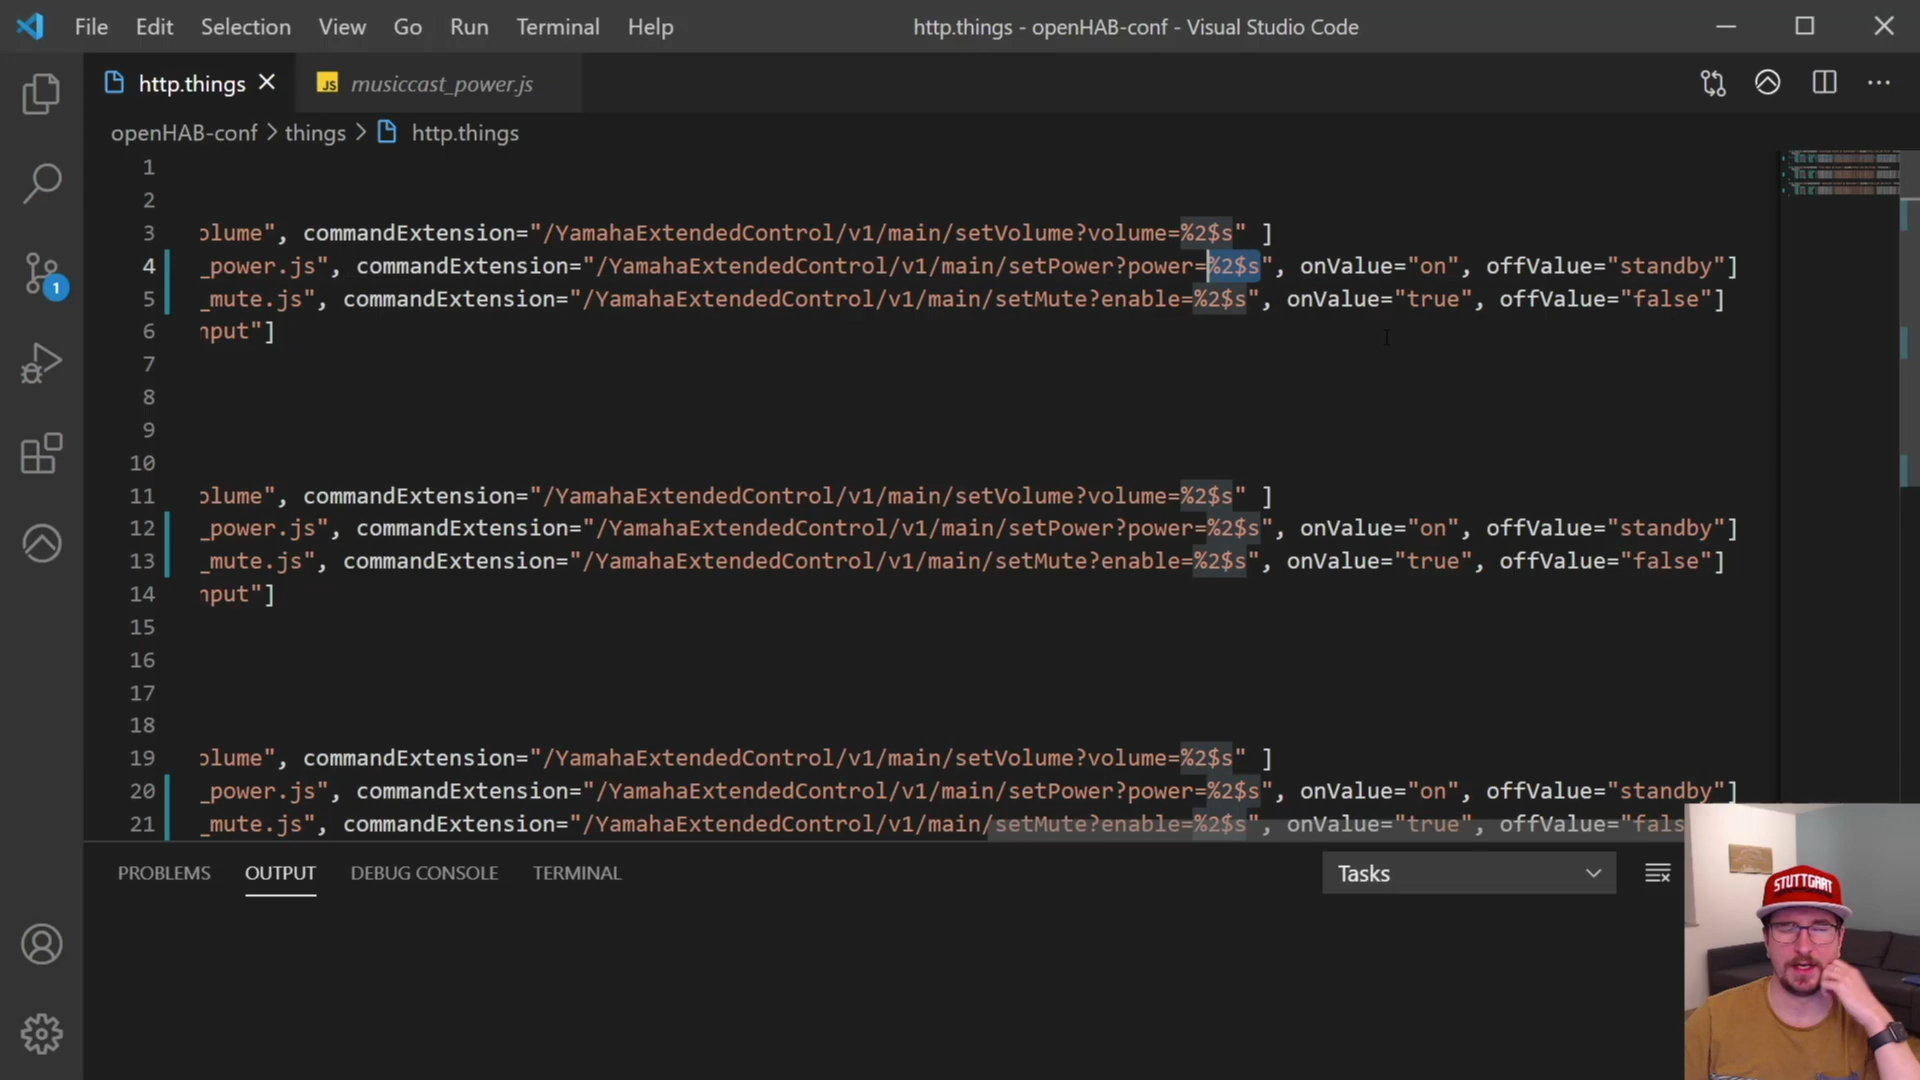 File Edit Selection View Go Run Terminal Help http.things - openHAB-conf - Visual Studio Code
http.things JS musiccast_power.js
openHAB-conf > things > http.things
1
2
3 olume", commandExtension="/YamahaExtendedControl/v1/main/setVolume?volume=%2$s" ]
4 _power.js", commandExtension="/YamahaExtendedControl/v1/main/setPower?power=%2$s", onValue="on", offValue="standby"]
5 _mute.js", commandExtension="/YamahaExtendedControl/v1/main/setMute?enable=%2$s", onValue="true", offValue="false"]
6 nput"]
7
8
9
10
11 olume", commandExtension="/YamahaExtendedControl/v1/main/setVolume?volume=%2$s" ]
12 _power.js", commandExtension="/YamahaExtendedControl/v1/main/setPower?power=%2$s", onValue="on", offValue="standby"]
13 _mute.js", commandExtension="/YamahaExtendedControl/v1/main/setMute?enable=%2$s", onValue="true", offValue="false"]
14 nput"]
15
16
17
18
19 olume", commandExtension="/YamahaExtendedControl/v1/main/setVolume?volume=%2$s" ]
20 _power.js", commandExtension="/YamahaExtendedControl/v1/main/setPower?power=%2$s", onValue="on", offValue="standby"]
21 _mute.js", commandExtension="/YamahaExtendedControl/v1/main/setMute?enable=%2$s", onValue="true", offValue="fals
1
PROBLEMS OUTPUT DEBUG CONSOLE TERMINAL Tasks
STUTTGART